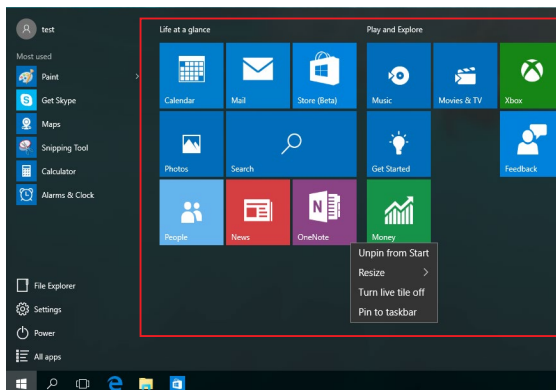 test
Life at a glance
Play and Explore
Most used
Paint
Get Skype
Maps
Snipping Tool
Calculator
Alarms & Clock
Calendar
Mail
Store (Beta)
Music
Movies & TV
Xbox
Photos
Search
Get Started
Feedback
People
News
OneNote
Money
Unpin from Start
Resize
Turn live tile off
Pin to taskbar
File Explorer
Settings
Power
All apps